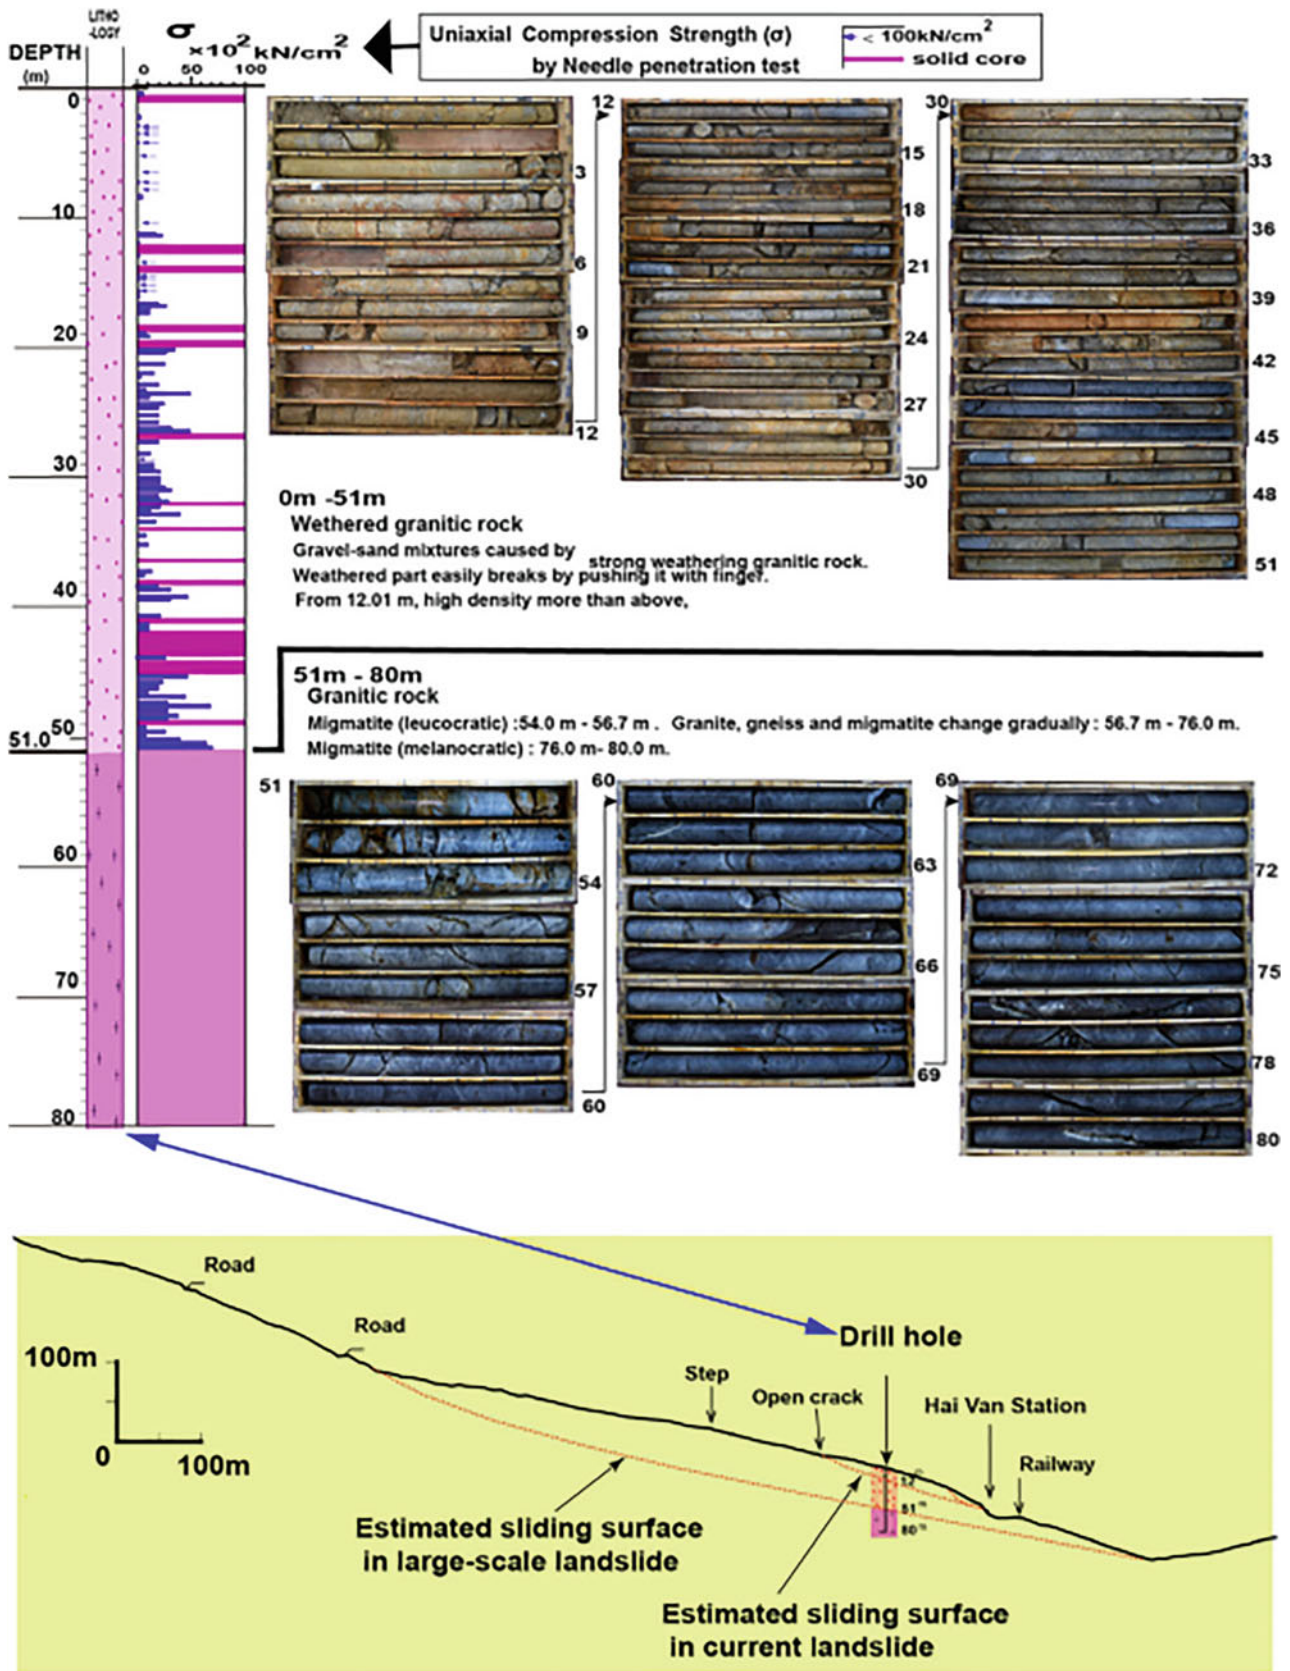 LITHO
-LOGY
DEPTH
(m)
σ
×10² kN/cm²
0 50 100
Uniaxial Compression Strength (σ)
by Needle penetration test
< 100kN/cm²
solid core
0
10
20
30
40
50
51.0
60
70
80
3
6
9
12
12
15
18
21
24
27
30
30
33
36
39
42
45
48
51
0m -51m
Wethered granitic rock
Gravel-sand mixtures caused by strong weathering granitic rock.
Weathered part easily breaks by pushing it with finger.
From 12.01 m, high density more than above,
51m - 80m
Granitic rock
Migmatite (leucocratic) :54.0 m - 56.7 m . Granite, gneiss and migmatite change gradually : 56.7 m - 76.0 m.
Migmatite (melanocratic) : 76.0 m- 80.0 m.
51
54
57
60
60
63
66
69
69
72
75
78
80
Road
Road
100m
0
100m
Step
Open crack
Drill hole
Hai Van Station
Railway
12m
51m
80m
Estimated sliding surface
in large-scale landslide
Estimated sliding surface
in current landslide